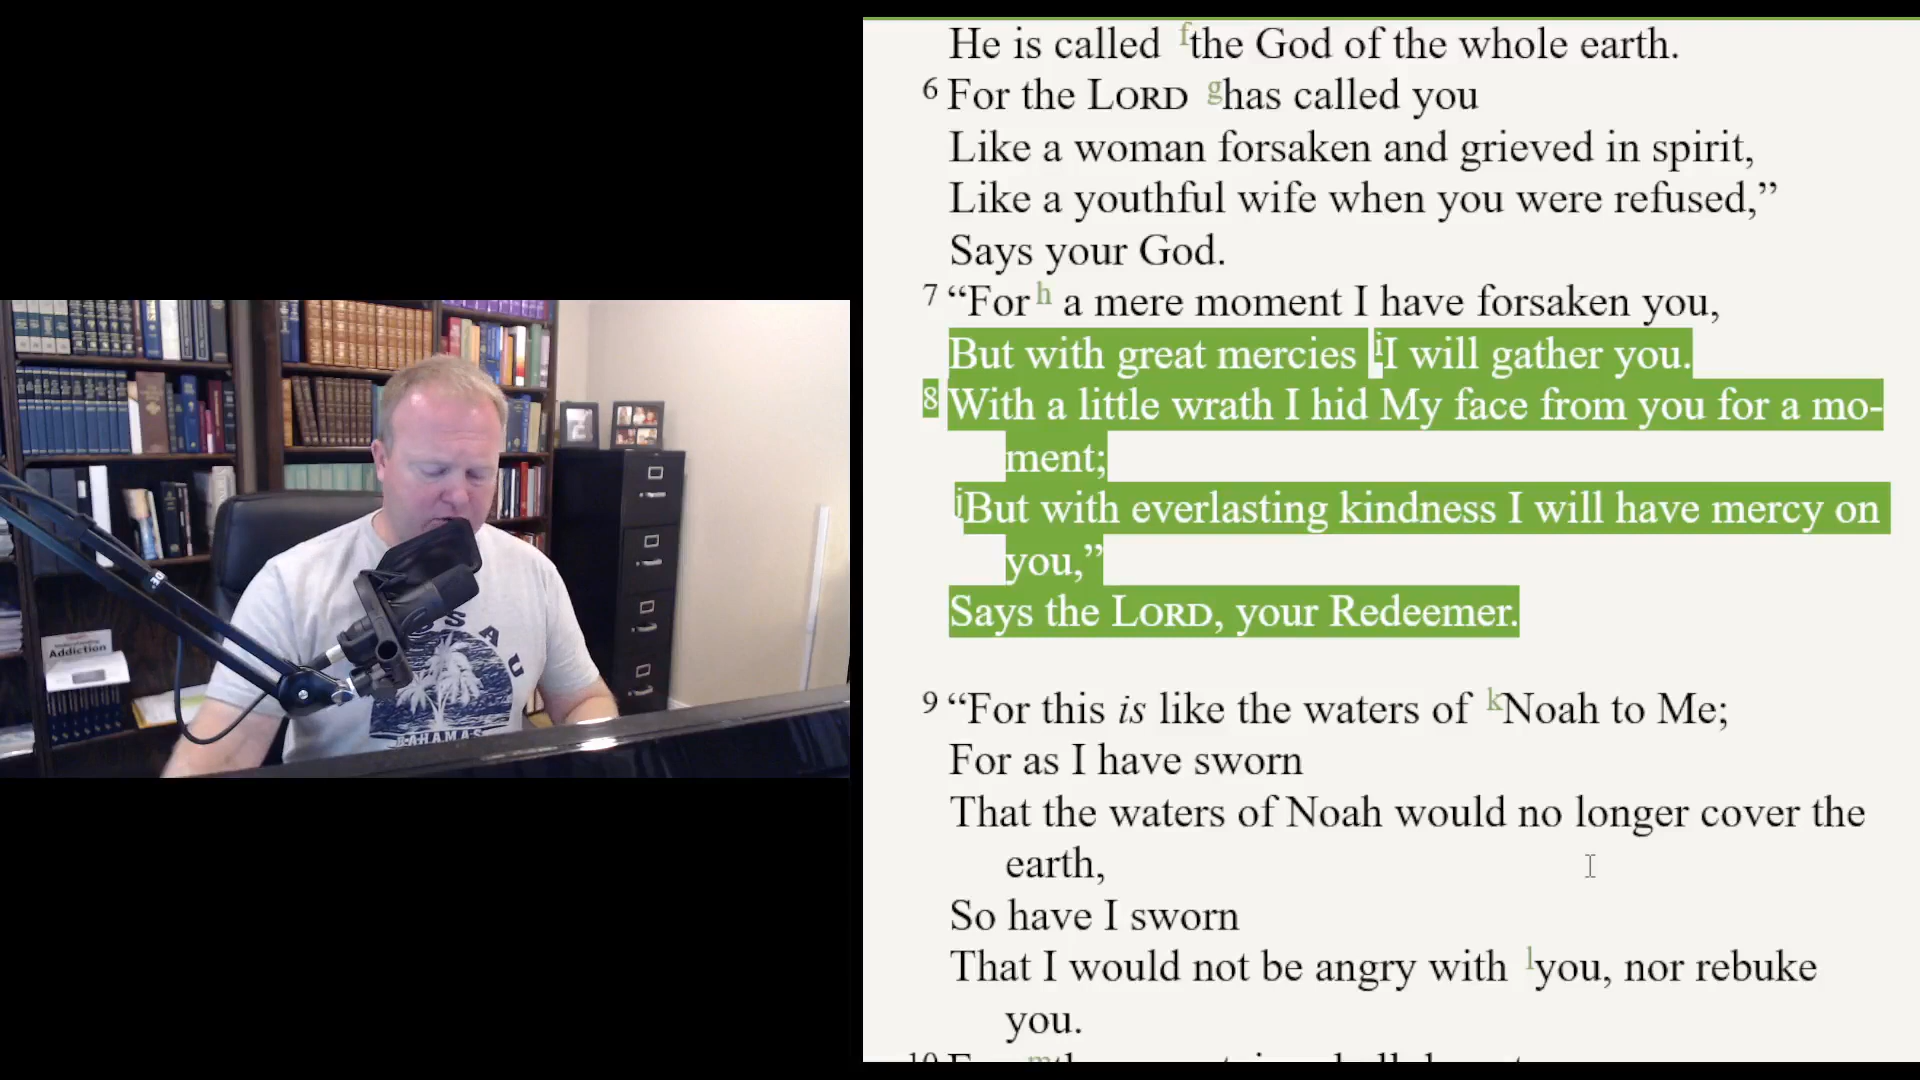 He is called f the God of the whole earth.
6 For the LORD g has called you
Like a woman forsaken and grieved in spirit,
Like a youthful wife when you were refused,”
Says your God.
7 “For h a mere moment I have forsaken you,
But with great mercies i I will gather you.
8 With a little wrath I hid My face from you for a mo-
ment;
j But with everlasting kindness I will have mercy on
you,”
Says the LORD, your Redeemer.
9 “For this is like the waters of k Noah to Me;
For as I have sworn
That the waters of Noah would no longer cover the
earth,
So have I sworn
That I would not be angry with l you, nor rebuke
you.
Addiction
BAHAMAS